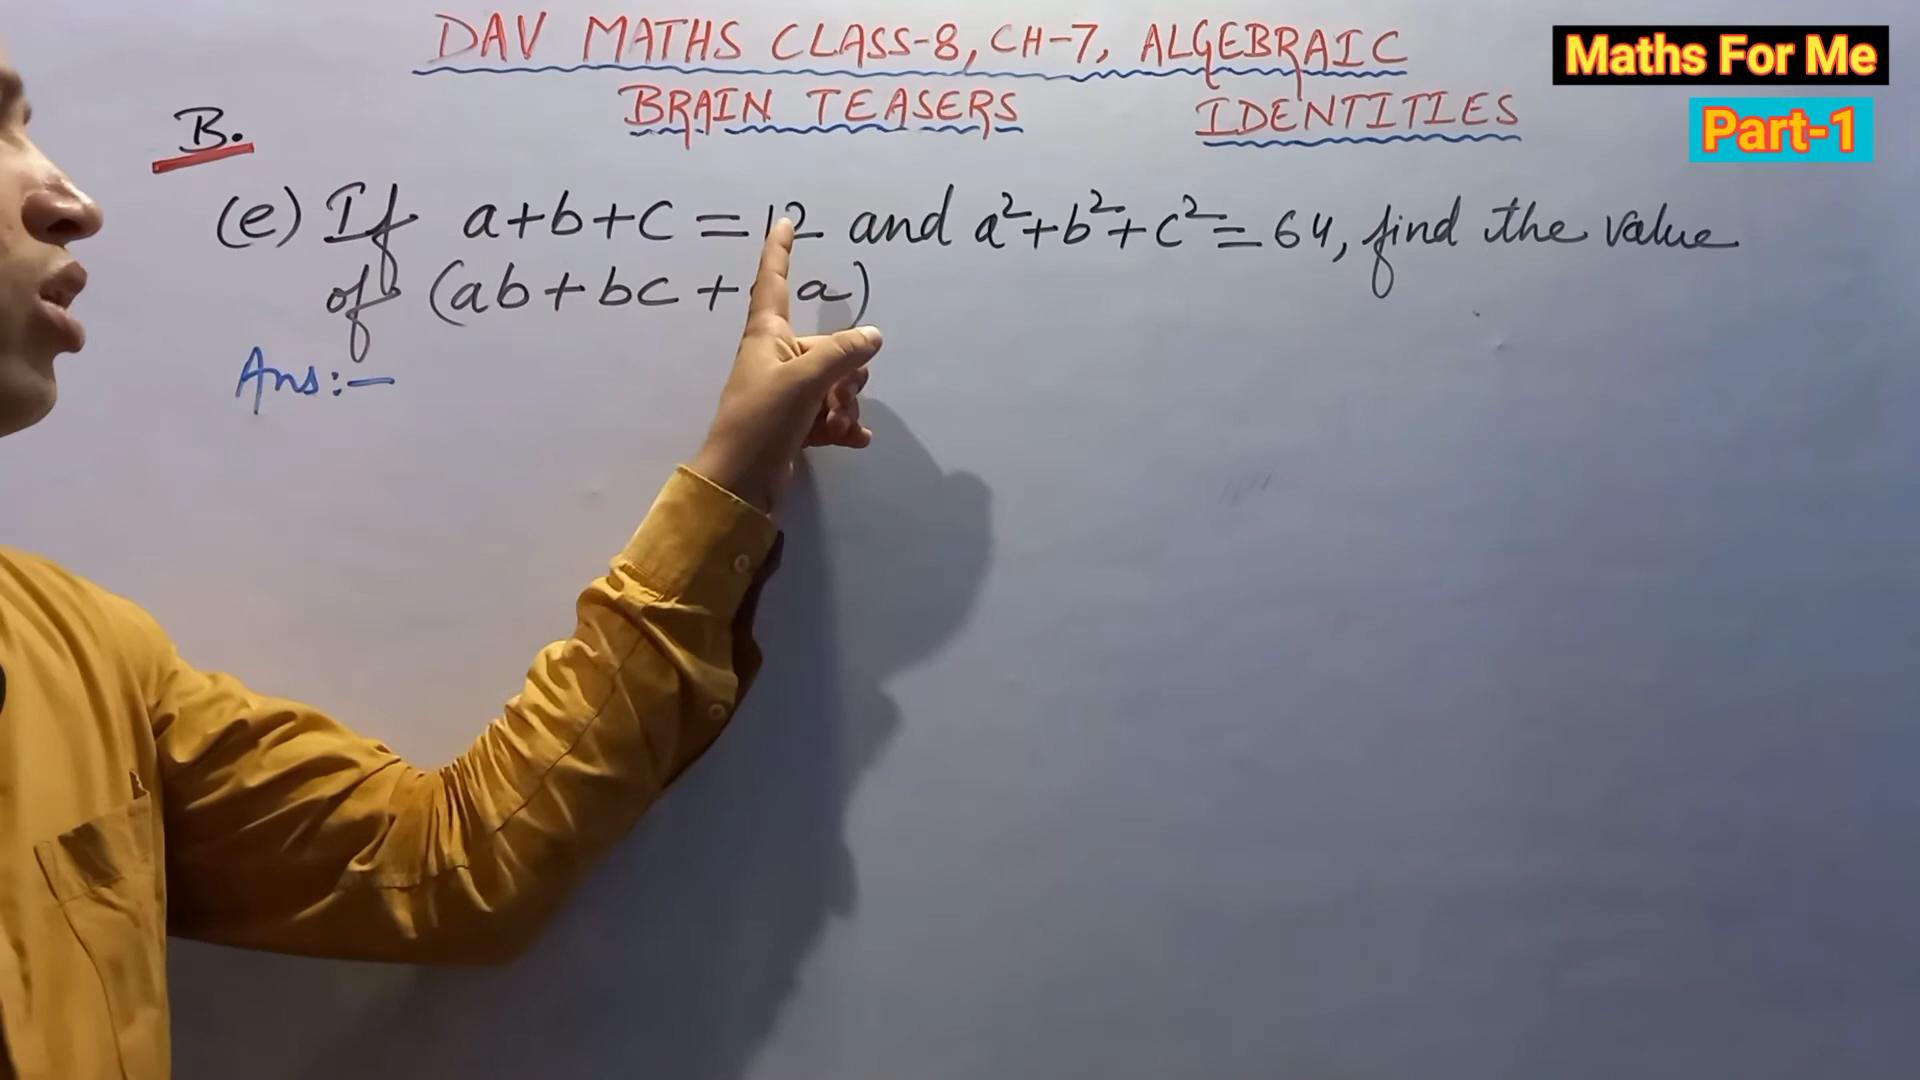 DAV MATHS CLASS-8, CH-7, ALGEBRAIC
BRAIN TEASERS IDENTITIES
Maths For Me
Part-1
B.
(e) If a+b+c=12 and a²+b²+c²=64, find the value
of (ab+bc+ a)
Ans:-